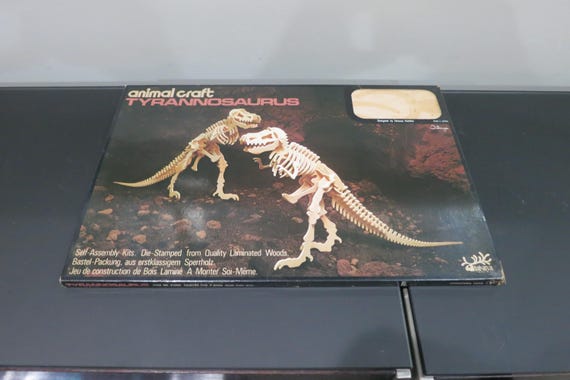 animal craft
TYRANNOSAURUS
Self-Assembly-Kits. Die-Stamped from Quality Laminated Woods.
Bastel-Packung, aus erstklassigem Sperrholz.
Jeu de construction de Bois Laminé A Monter Soi-Même.
TYRANNOSAURUS